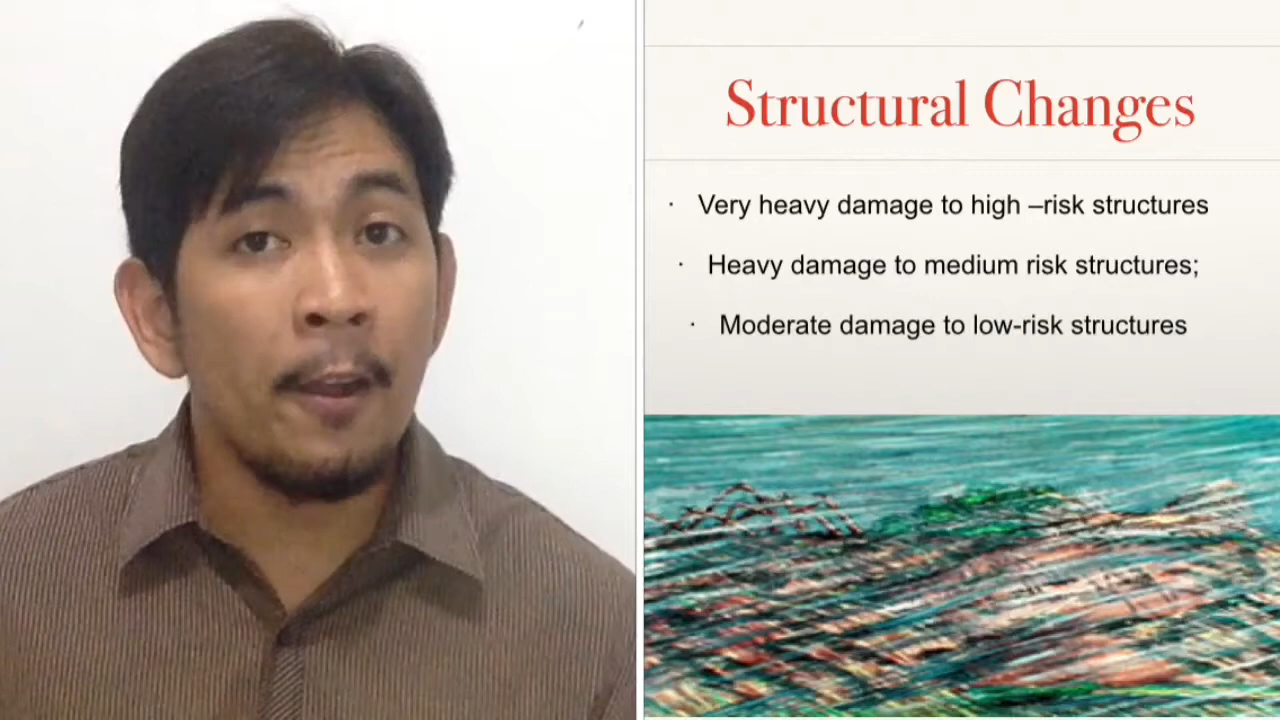 Structural Changes
· Very heavy damage to high –risk structures
· Heavy damage to medium risk structures;
· Moderate damage to low-risk structures